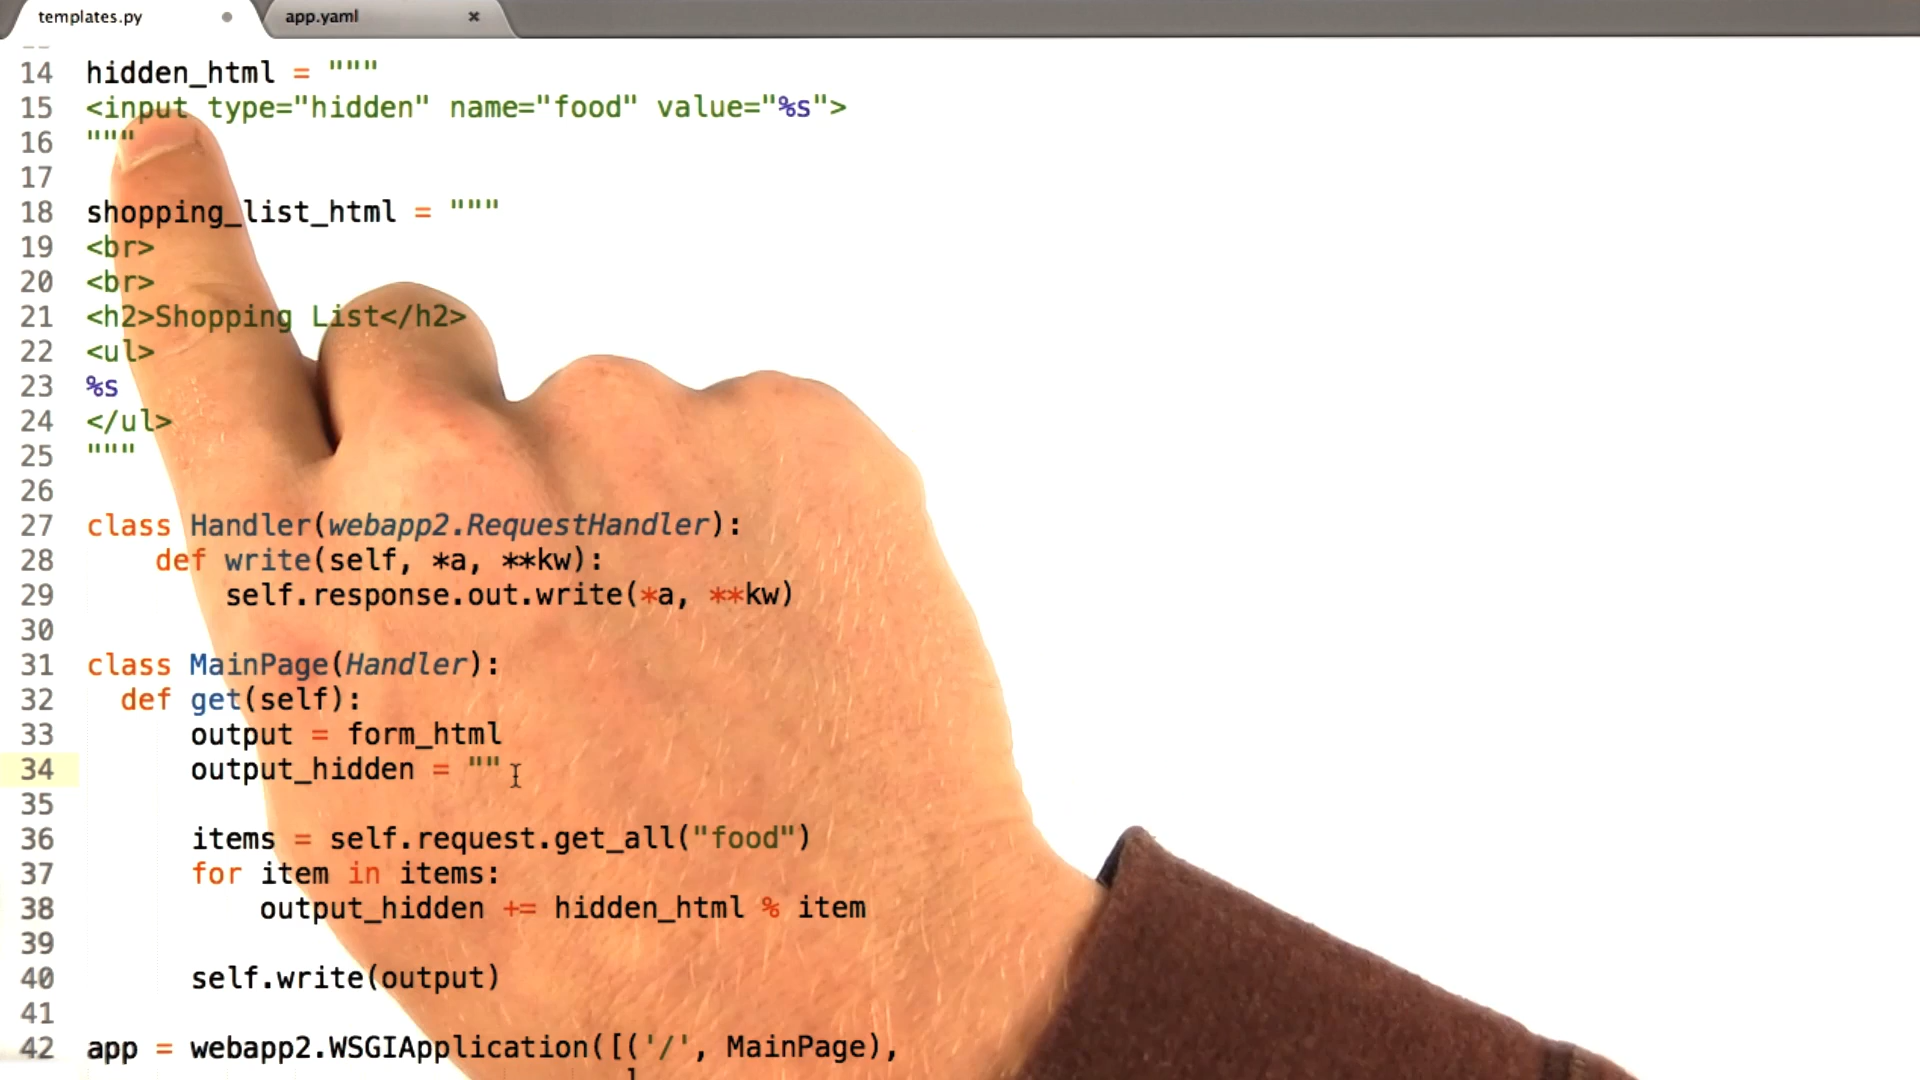 templates.py
app.yaml
14 hidden_html = """
15 <input type="hidden" name="food" value="%s">
16 """
17
18 shopping_list_html = """
19 <br>
20 <br>
21 <h2>Shopping List</h2>
22 <ul>
23 %s
24 </ul>
25 """
26
27 class Handler(webapp2.RequestHandler):
28 def write(self, *a, **kw):
29 self.response.out.write(*a, **kw)
30
31 class MainPage(Handler):
32 def get(self):
33 output = form_html
34 output_hidden = ""
35
36 items = self.request.get_all("food")
37 for item in items:
38 output_hidden += hidden_html % item
39
40 self.write(output)
41
42 app = webapp2.WSGIApplication([('/', MainPage),